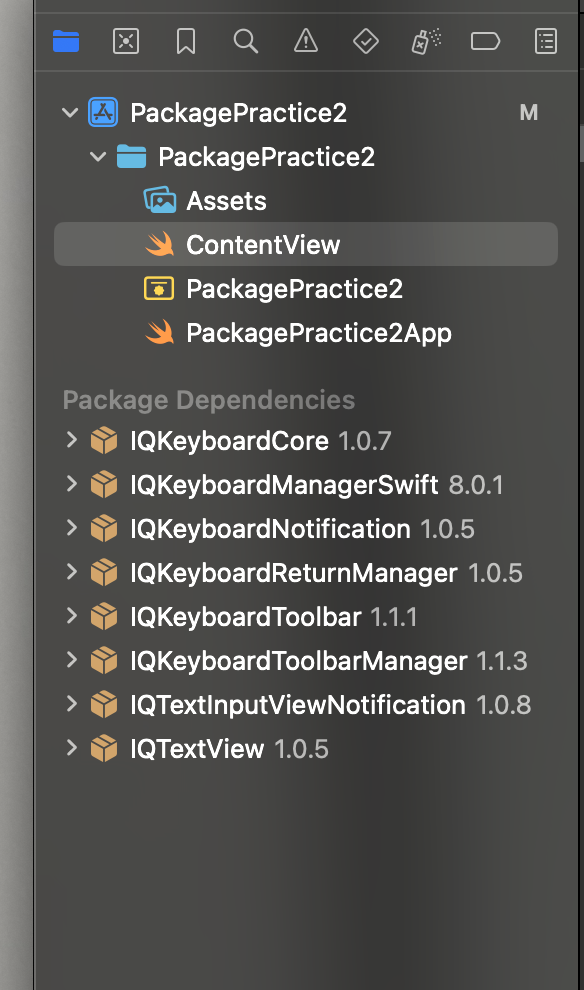 PackagePractice2 M
PackagePractice2
Assets
ContentView
PackagePractice2
PackagePractice2App
Package Dependencies
IQKeyboardCore 1.0.7
IQKeyboardManagerSwift 8.0.1
IQKeyboardNotification 1.0.5
IQKeyboardReturnManager 1.0.5
IQKeyboardToolbar 1.1.1
IQKeyboardToolbarManager 1.1.3
IQTextInputViewNotification 1.0.8
IQTextView 1.0.5